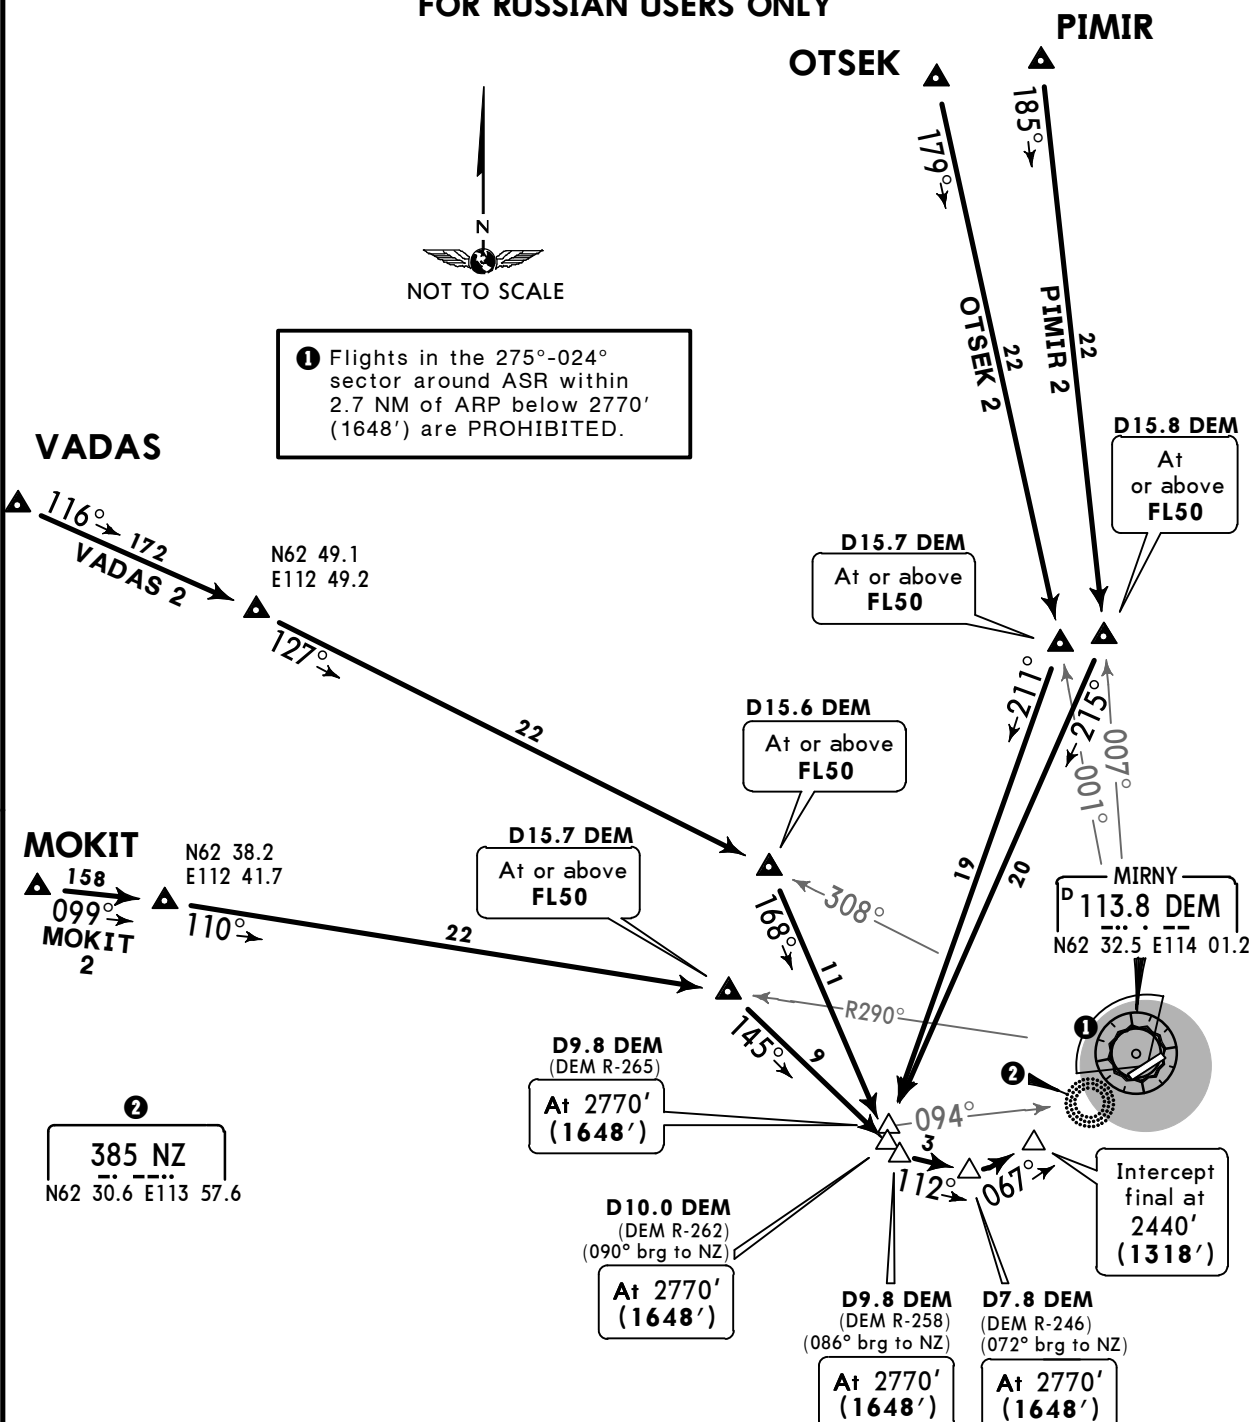 FOR RUSSIAN USERS ONLY
PIMIR
OTSEK
185°
179°
N
NOT TO SCALE
❶ Flights in the 275°-024°
sector around ASR within
2.7 NM of ARP below 2770'
(1648') are PROHIBITED.
OTSEK 2
22
PIMIR 2
22
VADAS
116°
172
VADAS 2
N62 49.1
E112 49.2
127°
22
D15.8 DEM
At
or above
FL50
D15.7 DEM
At or above
FL50
211°
215°
001°
007°
D15.6 DEM
At or above
FL50
MOKIT
158
099°
MOKIT
2
N62 38.2
E112 41.7
110°
22
D15.7 DEM
At or above
FL50
19
20
308°
168°
11
MIRNY
D 113.8 DEM
N62 32.5 E114 01.2
R290°
145°
9
❶
❷
D9.8 DEM
(DEM R-265)
At 2770'
(1648')
094°
3
112°
067°
❷
385 NZ
N62 30.6 E113 57.6
D10.0 DEM
(DEM R-262)
(090° brg to NZ)
At 2770'
(1648')
Intercept
final at
2440'
(1318')
D9.8 DEM
(DEM R-258)
(086° brg to NZ)
At 2770'
(1648')
D7.8 DEM
(DEM R-246)
(072° brg to NZ)
At 2770'
(1648')